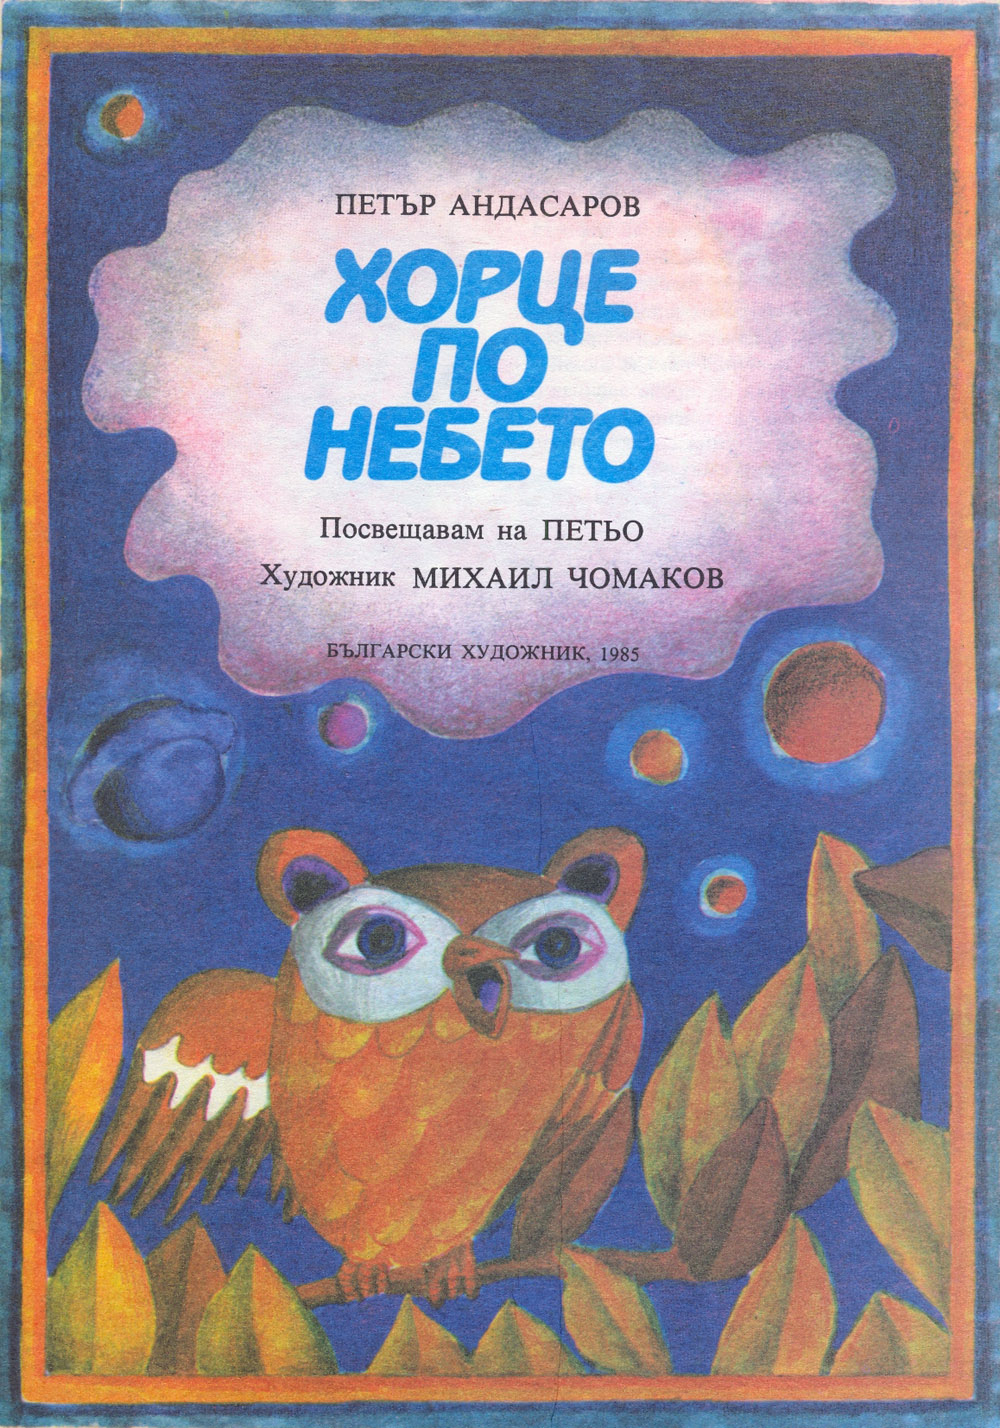 ПЕТЪР АНДАСАРОВ
ХОРЦЕ
ПО
НЕБЕТО
Посвещавам на ПЕТЬО
Художник МИХАИЛ ЧОМАКОВ
БЪЛГАРСКИ ХУДОЖНИК, 1985